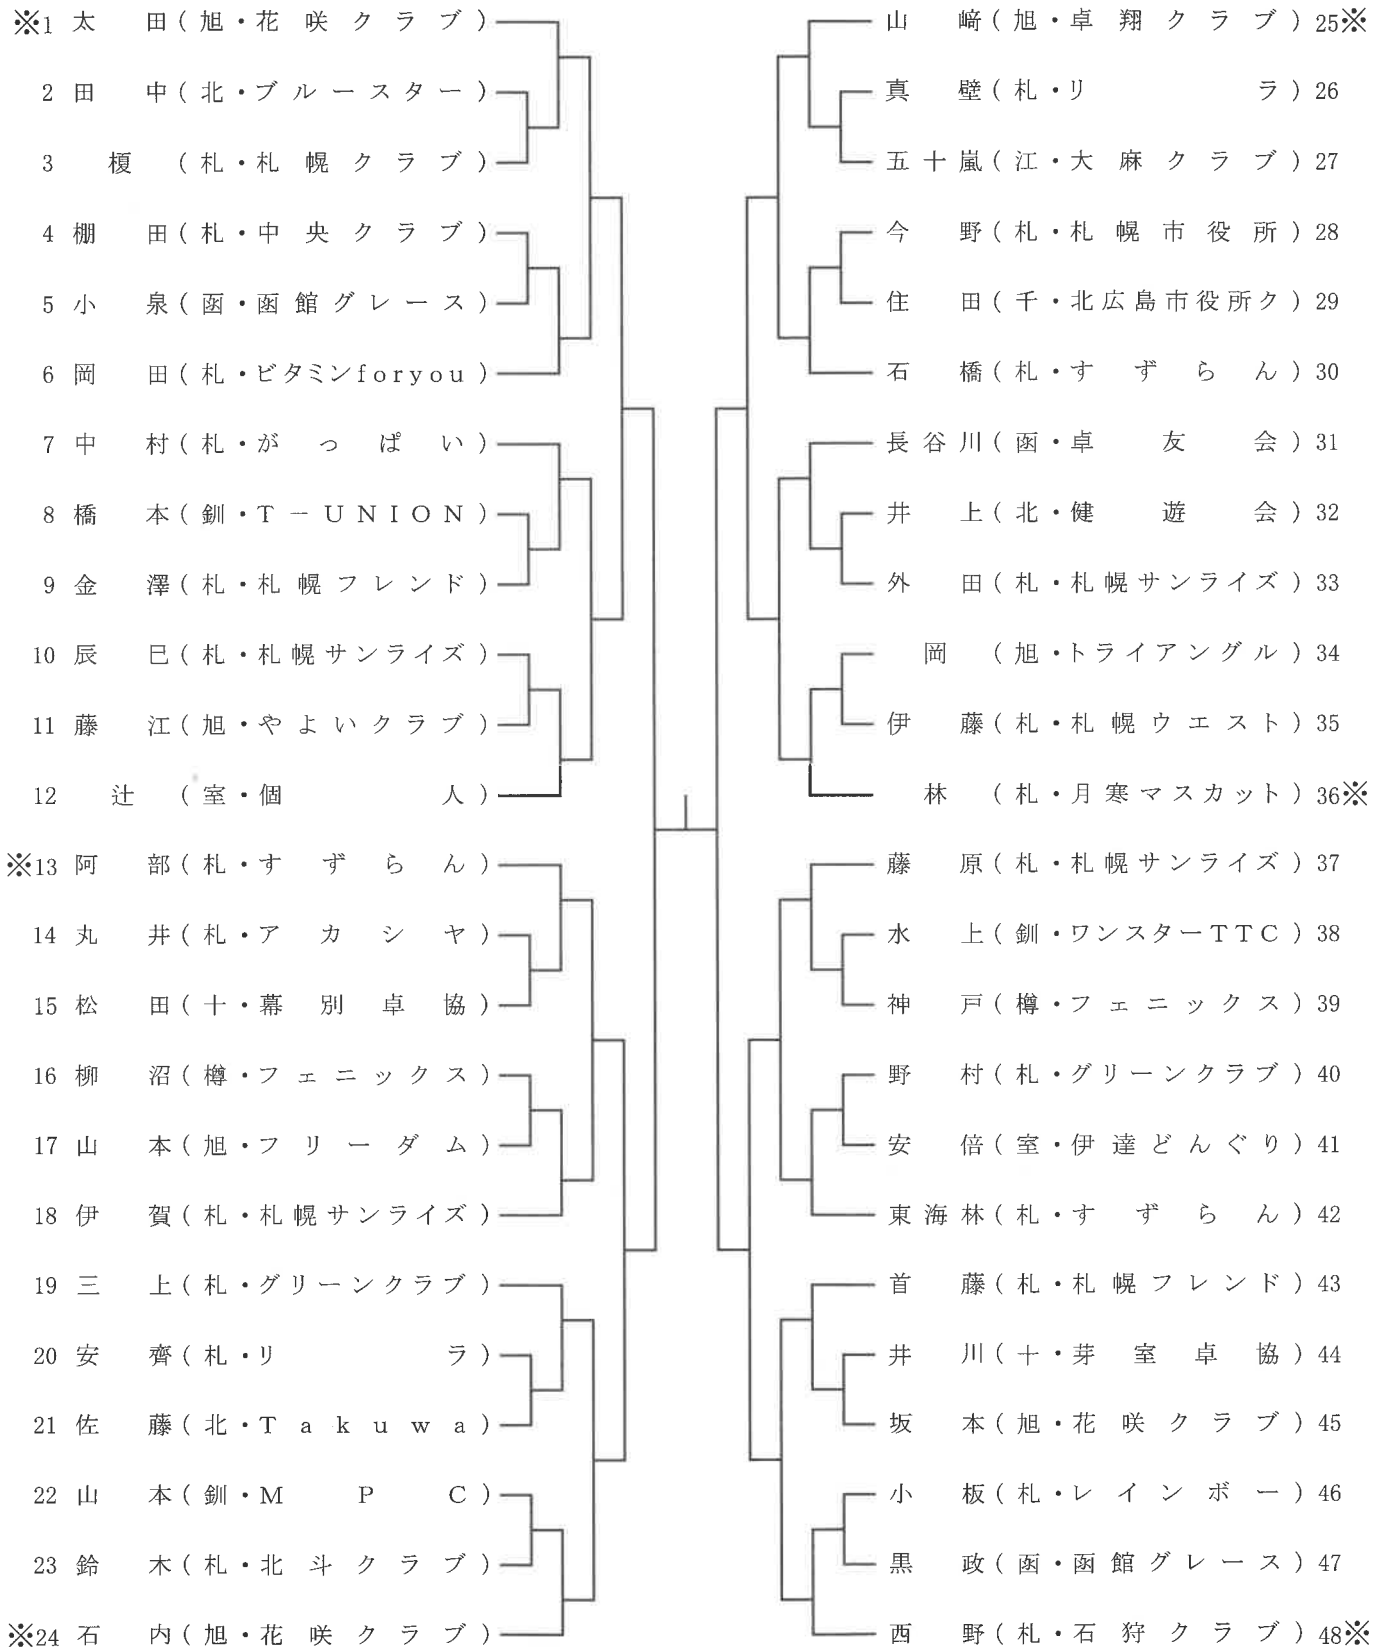 ※1 太田(旭・花咲クラブ)
2 田中(北・ブルースター)
3 榎(札・札幌クラブ)
4 棚田(札・中央クラブ)
5 小泉(函・函館グレース)
6 岡田(札・ビタミンforyou)
7 中村(札・がっぱい)
8 橋本(釧・T-UNION)
9 金澤(札・札幌フレンド)
10 辰巳(札・札幌サンライズ)
11 藤江(旭・やよいクラブ)
12 辻(室・個人)
※13 阿部(札・すずらん)
14 丸井(札・アカシヤ)
15 松田(十・幕別卓協)
16 柳沼(樽・フェニックス)
17 山本(旭・フリーダム)
18 伊賀(札・札幌サンライズ)
19 三上(札・グリーンクラブ)
20 安齊(札・リラ)
21 佐藤(北・Takuwa)
22 山本(釧・MPC)
23 鈴木(札・北斗クラブ)
※24 石内(旭・花咲クラブ)
山﨑(旭・卓翔クラブ)25※
真壁(札・リラ)26
五十嵐(江・大麻クラブ)27
今野(札・札幌市役所)28
住田(千・北広島市役所ク)29
石橋(札・すずらん)30
長谷川(函・卓友会)31
井上(北・健遊会)32
外田(札・札幌サンライズ)33
岡(旭・トライアングル)34
伊藤(札・札幌ウエスト)35
林(札・月寒マスカット)36※
藤原(札・札幌サンライズ)37
水上(釧・ワンスターTTC)38
神戸(樽・フェニックス)39
野村(札・グリーンクラブ)40
安倍(室・伊達どんぐり)41
東海林(札・すずらん)42
首藤(札・札幌フレンド)43
井川(十・芽室卓協)44
坂本(旭・花咲クラブ)45
小板(札・レインボー)46
黒政(函・函館グレース)47
西野(札・石狩クラブ)48※